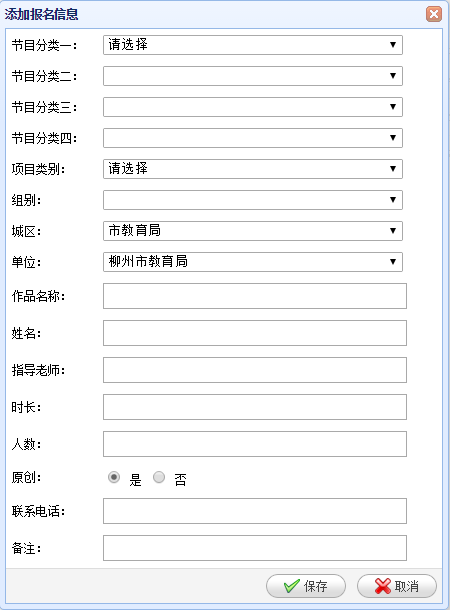 添加报名信息
节目分类一： 请选择
节目分类二：
节目分类三：
节目分类四：
项目类别： 请选择
组别：
城区： 市教育局
单位： 柳州市教育局
作品名称：
姓名：
指导老师：
时长：
人数：
原创： 是 否
联系电话：
备注：
保存 取消